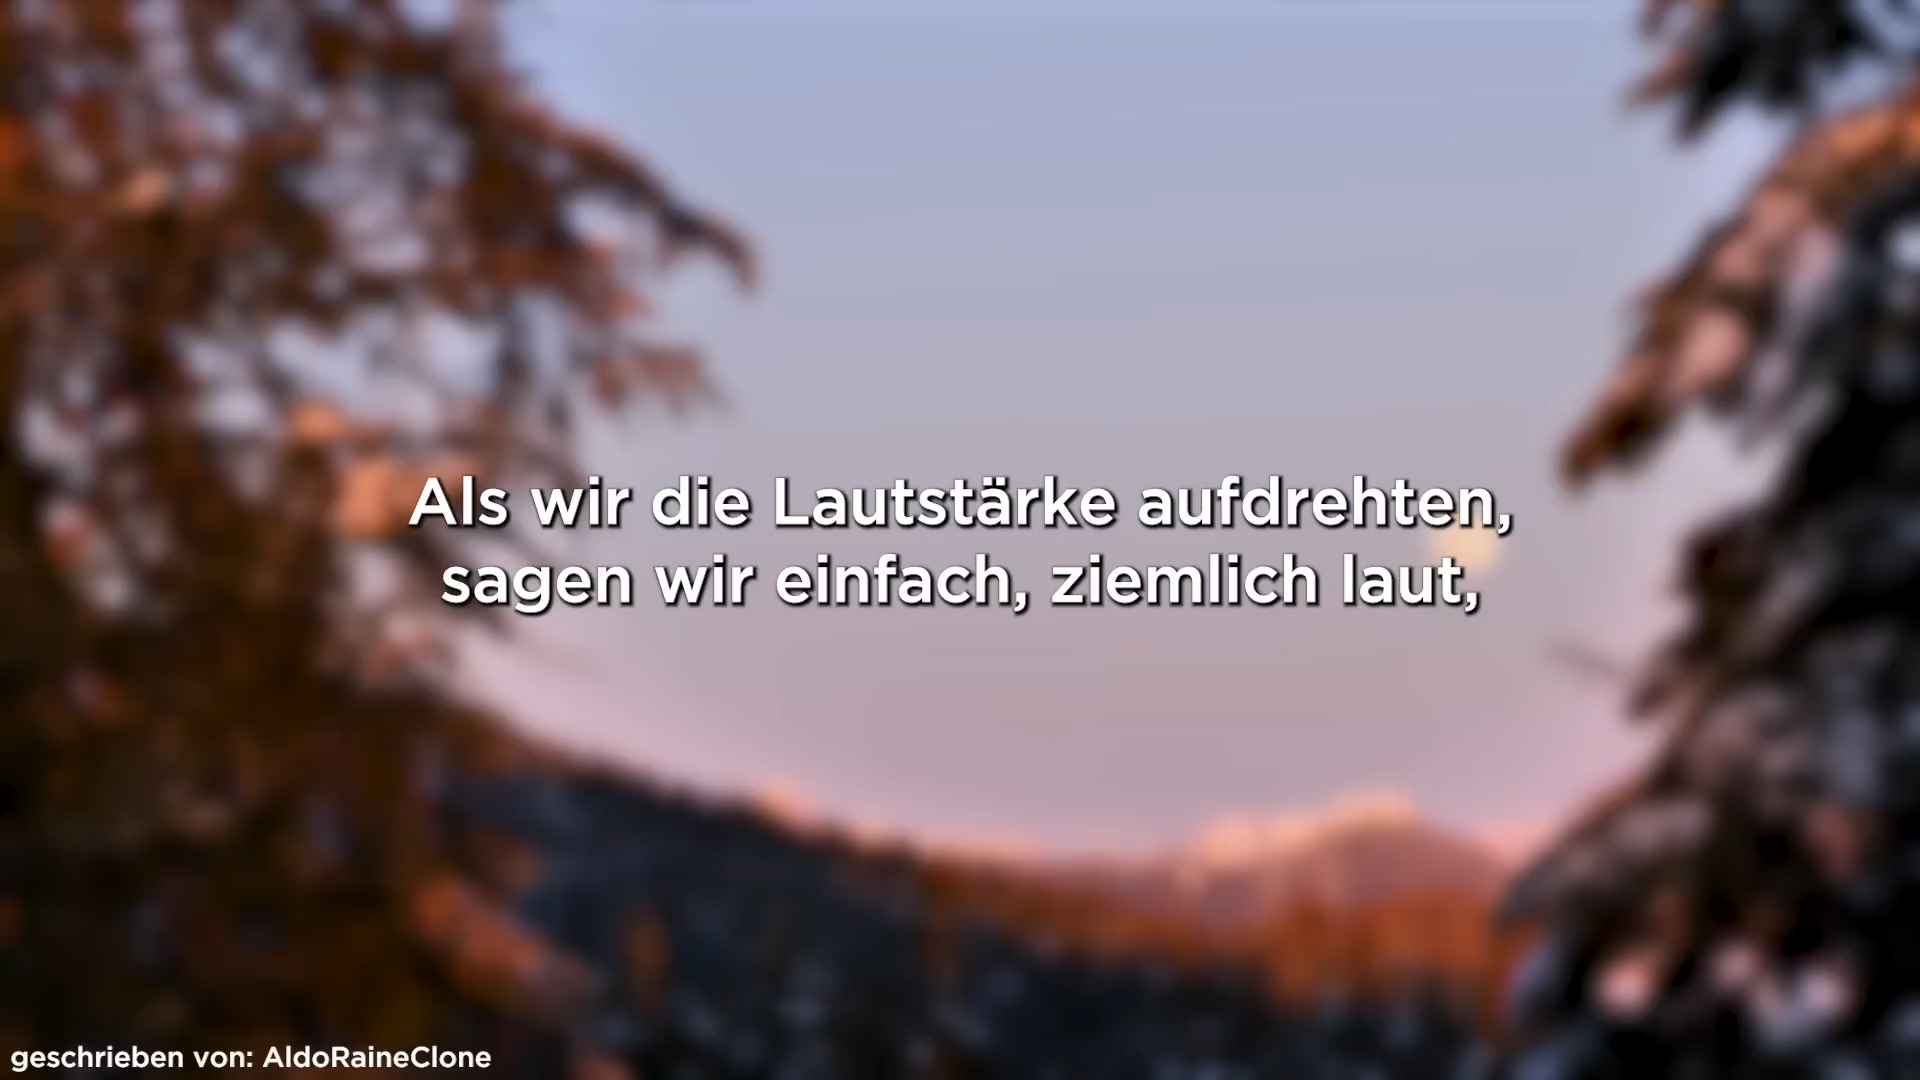 Als wir die Lautstärke aufdrehten,
sagen wir einfach, ziemlich laut,
geschrieben von: AldoRaineClone